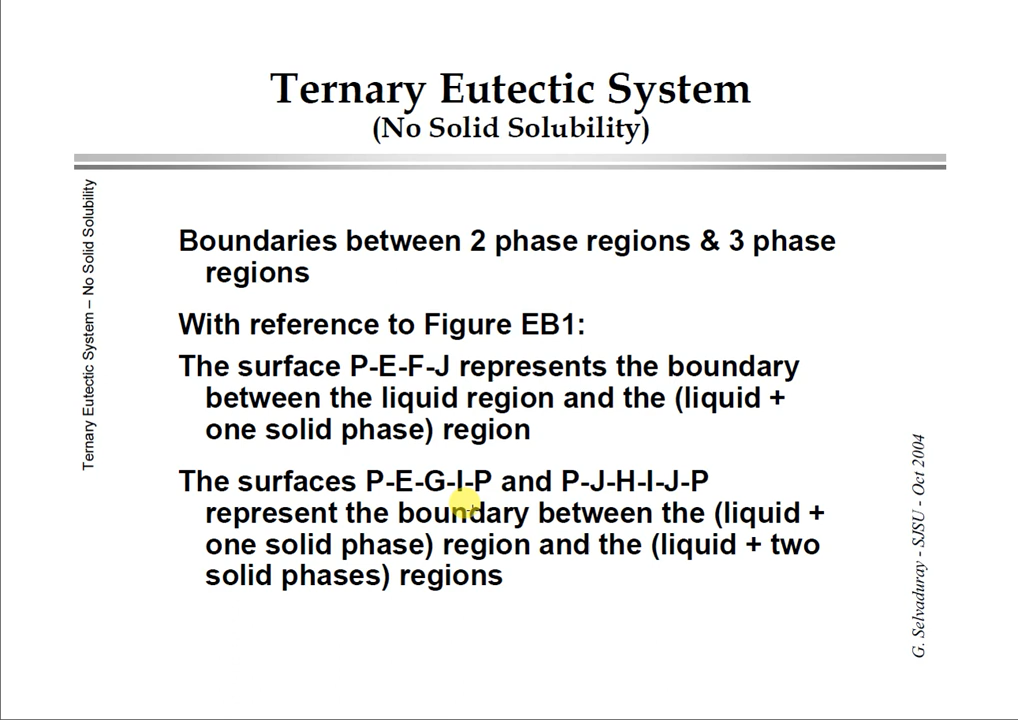 Ternary Eutectic System
(No Solid Solubility)
Ternary Eutectic System – No Solid Solubility
Boundaries between 2 phase regions & 3 phase
regions
With reference to Figure EB1:
The surface P-E-F-J represents the boundary
between the liquid region and the (liquid +
one solid phase) region
The surfaces P-E-G-I-P and P-J-H-I-J-P
represent the boundary between the (liquid +
one solid phase) region and the (liquid + two
solid phases) regions
G. Selvaduray - SJSU - Oct 2004